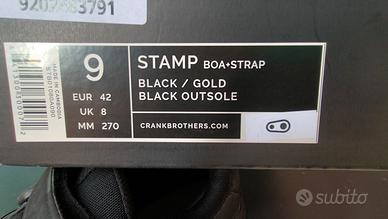 9202483791
9
EUR 42
UK 8
MM 270
STAMP BOA+STRAP
BLACK / GOLD
BLACK OUTSOLE
CRANKBROTHERS.COM
MADE IN CAMBODIA
subito